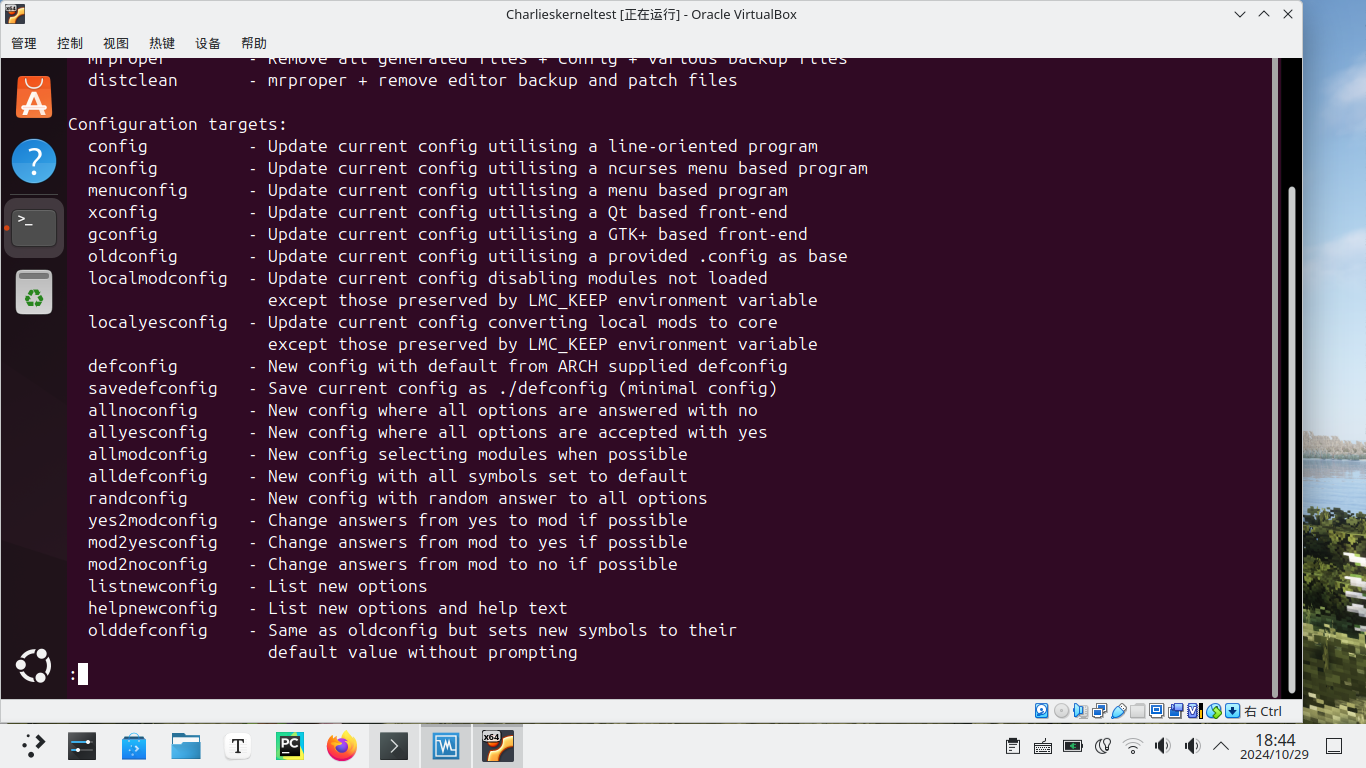 Charlieskerneltest [正在运行] - Oracle VirtualBox
管理 控制 视图 热键 设备 帮助
mrproper - Remove all generated files + config + various backup files
distclean - mrproper + remove editor backup and patch files
Configuration targets:
config - Update current config utilising a line-oriented program
nconfig - Update current config utilising a ncurses menu based program
menuconfig - Update current config utilising a menu based program
xconfig - Update current config utilising a Qt based front-end
gconfig - Update current config utilising a GTK+ based front-end
oldconfig - Update current config utilising a provided .config as base
localmodconfig - Update current config disabling modules not loaded
except those preserved by LMC_KEEP environment variable
localyesconfig - Update current config converting local mods to core
except those preserved by LMC_KEEP environment variable
defconfig - New config with default from ARCH supplied defconfig
savedefconfig - Save current config as ./defconfig (minimal config)
allnoconfig - New config where all options are answered with no
allyesconfig - New config where all options are accepted with yes
allmodconfig - New config selecting modules when possible
alldefconfig - New config with all symbols set to default
randconfig - New config with random answer to all options
yes2modconfig - Change answers from yes to mod if possible
mod2yesconfig - Change answers from mod to yes if possible
mod2noconfig - Change answers from mod to no if possible
listnewconfig - List new options
helpnewconfig - List new options and help text
olddefconfig - Same as oldconfig but sets new symbols to their
default value without prompting
:
右 Ctrl
18:44
2024/10/29